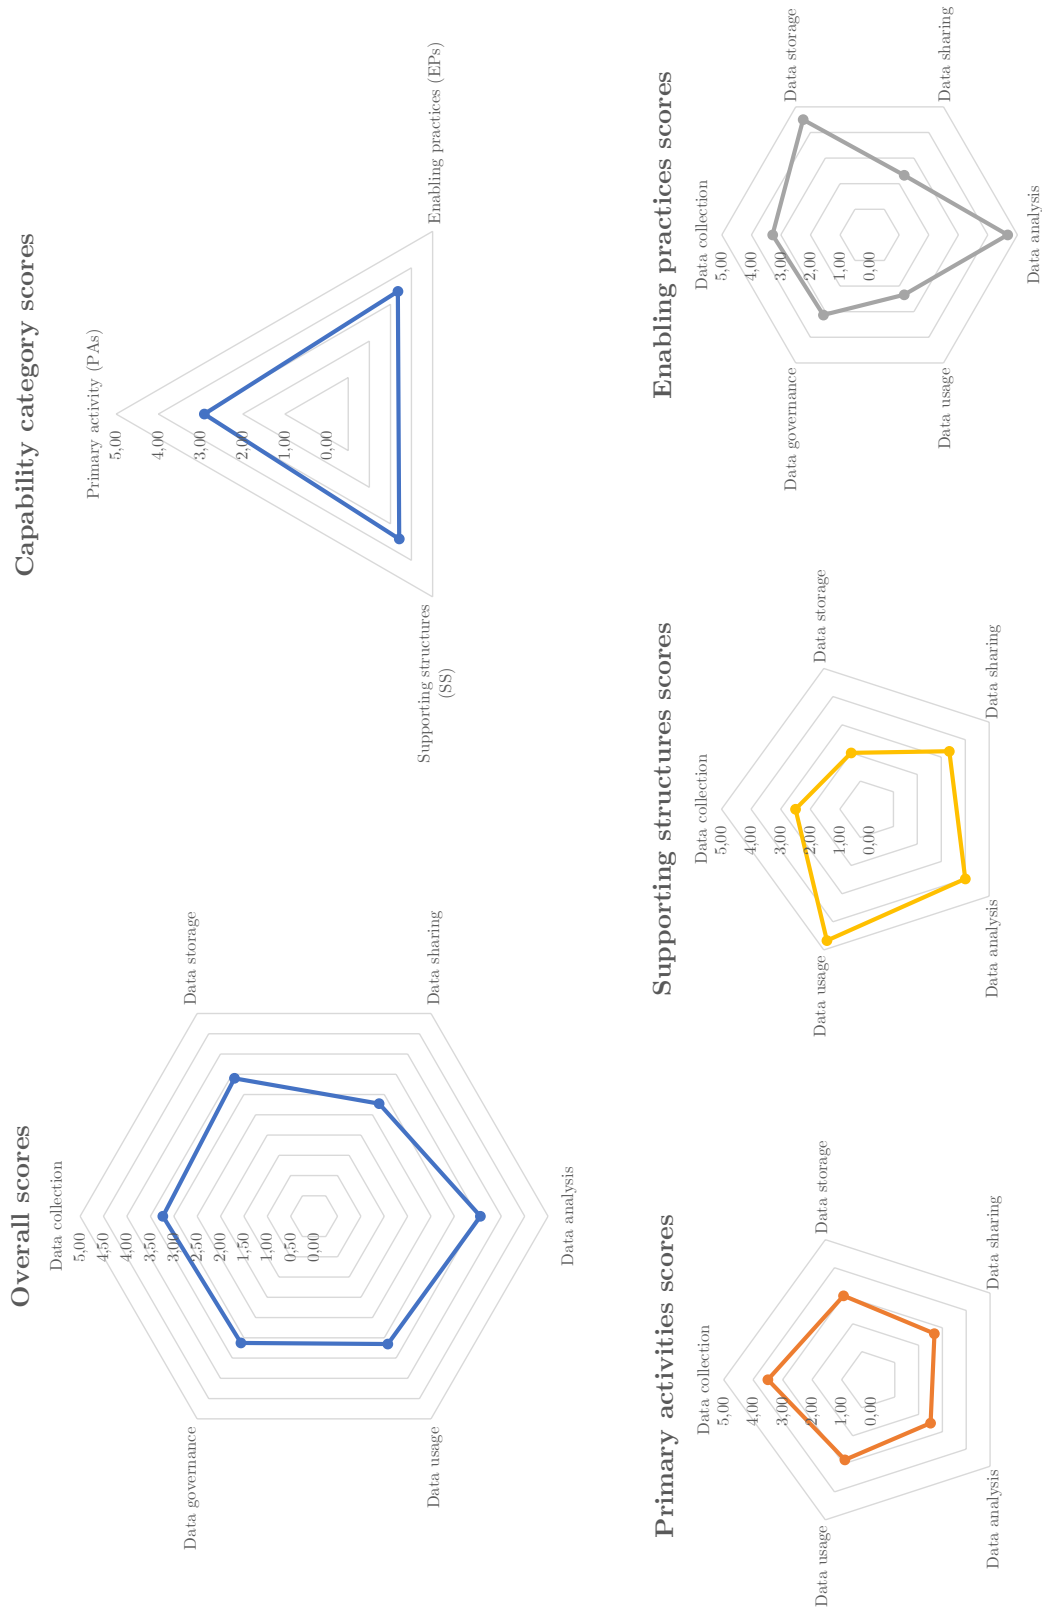 Overall scores
Data collection
5,00
4,50
4,00
3,50
3,00
2,50
2,00
1,50
1,00
0,50
0,00
Data storage
Data sharing
Data analysis
Data usage
Data governance
Capability category scores
Primary activity (PAs)
5,00
4,00
3,00
2,00
1,00
0,00
Enabling practices (EPs)
Supporting structures
(SS)
Primary activities scores
Data collection
5,00
4,00
3,00
2,00
1,00
0,00
Data storage
Data sharing
Data analysis
Data usage
Supporting structures scores
Data collection
5,00
4,00
3,00
2,00
1,00
0,00
Data storage
Data sharing
Data analysis
Data usage
Enabling practices scores
Data collection
5,00
4,00
3,00
2,00
1,00
0,00
Data storage
Data sharing
Data analysis
Data usage
Data governance